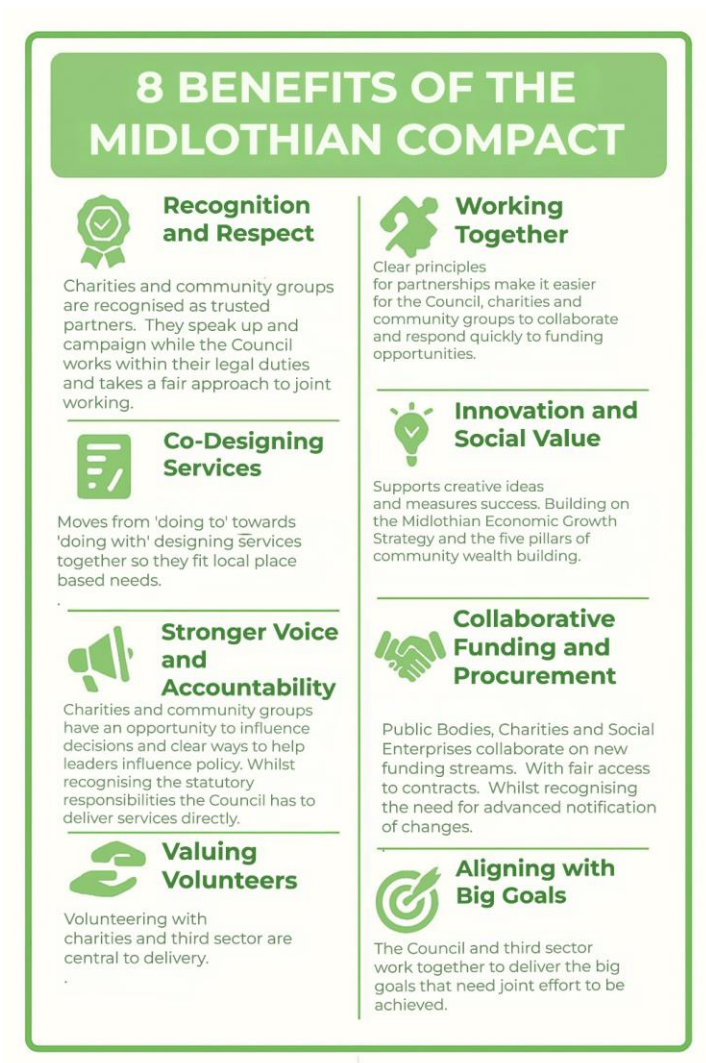 8 BENEFITS OF THE
MIDLOTHIAN COMPACT
Recognition
and Respect
Charities and community groups
are recognised as trusted
partners. They speak up and
campaign while the Council
works within their legal duties
and takes a fair approach to joint
working.
Co-Designing
Services
Moves from 'doing to' towards
'doing with' designing services
together so they fit local place
based needs.
.
Stronger Voice
and
Accountability
Charities and community groups
have an opportunity to influence
decisions and clear ways to help
leaders influence policy. Whilst
recognising the statutory
responsibilities the Council has to
deliver services directly.
Valuing
Volunteers
Volunteering with
charities and third sector are
central to delivery.
.
Working
Together
Clear principles
for partnerships make it easier
for the Council, charities and
community groups to collaborate
and respond quickly to funding
opportunities.
Innovation and
Social Value
Supports creative ideas
and measures success. Building on
the Midlothian Economic Growth
Strategy and the five pillars of
community wealth building.
Collaborative
Funding and
Procurement
Public Bodies, Charities and Social
Enterprises collaborate on new
funding streams. With fair access
to contracts. Whilst recognising
the need for advanced notification
of changes.
.
Aligning with
Big Goals
The Council and third sector
work together to deliver the big
goals that need joint effort to be
achieved.